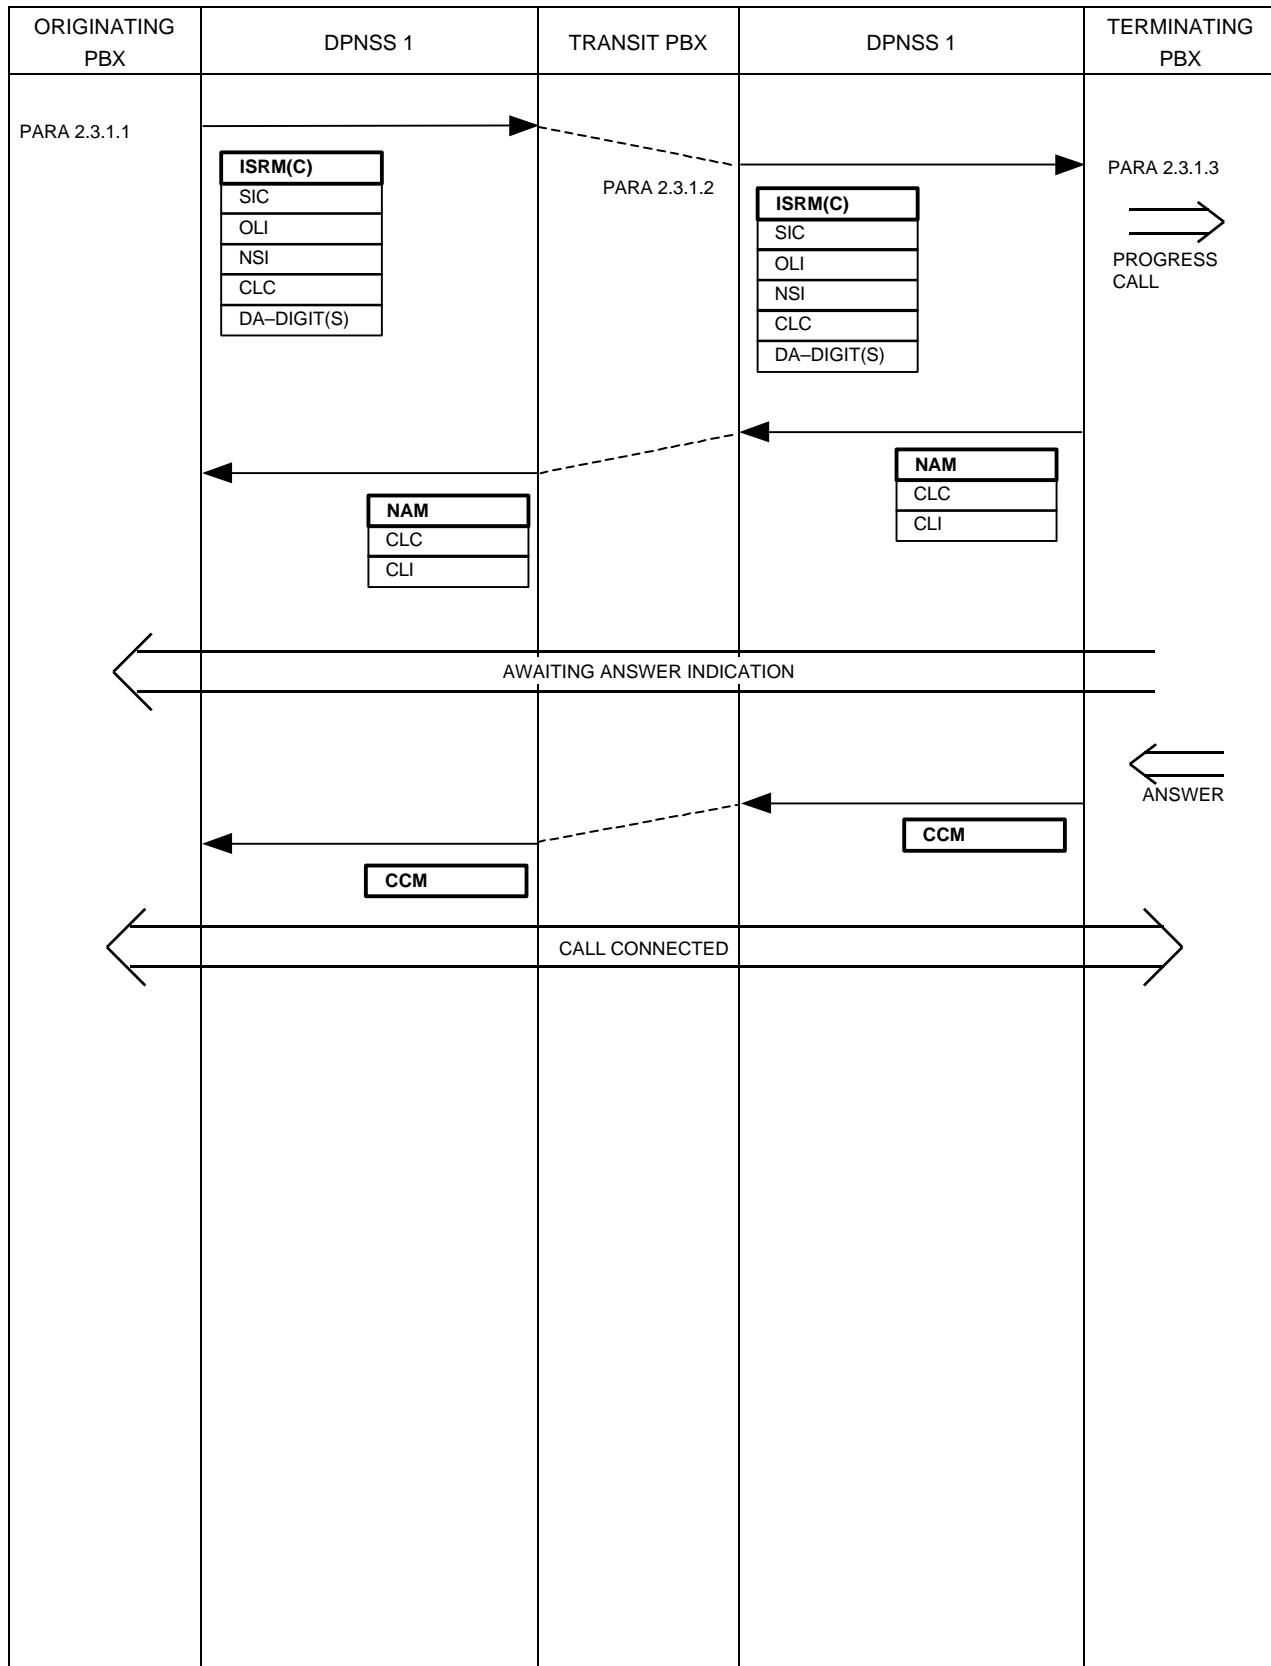 ORIGINATING
PBX
DPNSS 1
TRANSIT PBX
DPNSS 1
TERMINATING
PBX
PARA 2.3.1.1
ISRM(C)
SIC
OLI
NSI
CLC
DA–DIGIT(S)
PARA 2.3.1.2
ISRM(C)
SIC
OLI
NSI
CLC
DA–DIGIT(S)
PARA 2.3.1.3
PROGRESS
CALL
NAM
CLC
CLI
NAM
CLC
CLI
AWAITING ANSWER INDICATION
ANSWER
CCM
CCM
CALL CONNECTED